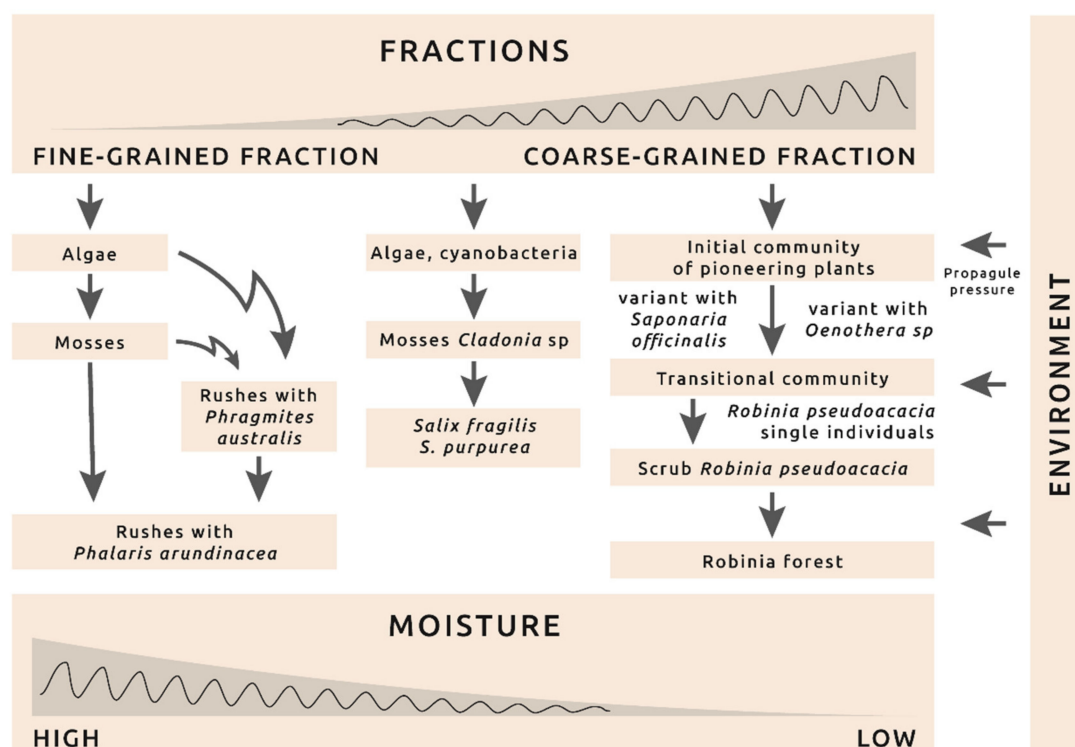 FRACTIONS
FINE-GRAINED FRACTION
COARSE-GRAINED FRACTION
Algae
Mosses
Rushes with
Phragmites
australis
Rushes with
Phalaris arundinacea
Algae, cyanobacteria
Mosses Cladonia sp
Salix fragilis
S. purpurea
Initial community
of pioneering plants
variant with
Saponaria
officinalis
variant with
Oenothera sp
Transitional community
Robinia pseudoacacia
single individuals
Scrub Robinia pseudoacacia
Robinia forest
Propagule
pressure
ENVIRONMENT
MOISTURE
HIGH
LOW